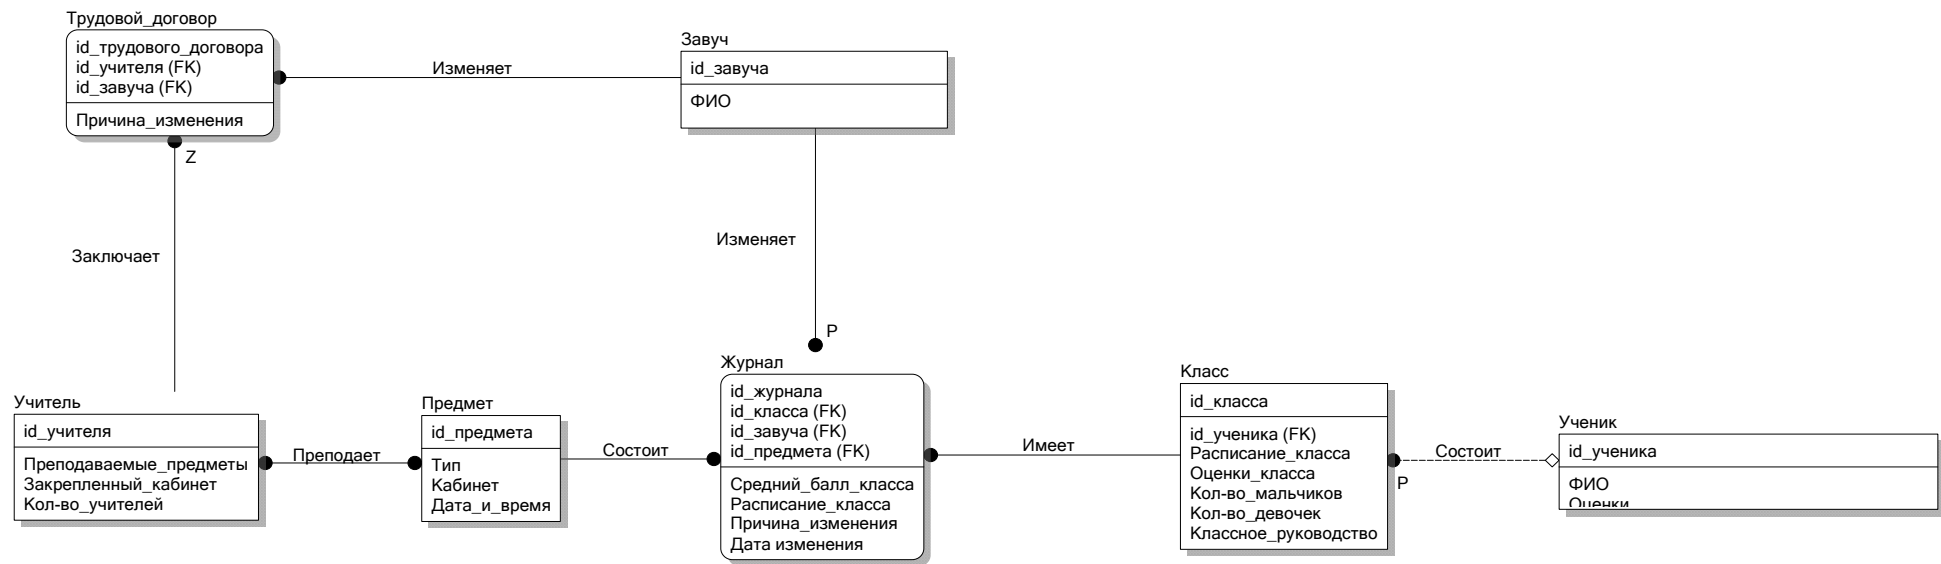 Трудовой_договор
id_трудового_договора
id_учителя (FK)
id_завуча (FK)
Причина_изменения
Изменяет
Завуч
id_завуча
ФИО
Z
Заключает
Изменяет
P
Учитель
id_учителя
Преподаваемые_предметы
Закрепленный_кабинет
Кол-во_учителей
Преподает
Предмет
id_предмета
Тип
Кабинет
Дата_и_время
Состоит
Журнал
id_журнала
id_класса (FK)
id_завуча (FK)
id_предмета (FK)
Средний_балл_класса
Расписание_класса
Причина_изменения
Дата изменения
Имеет
Класс
id_класса
id_ученика (FK)
Расписание_класса
Оценки_класса
Кол-во_мальчиков
Кол-во_девочек
Классное_руководство
Состоит
P
Ученик
id_ученика
ФИО
Оценки